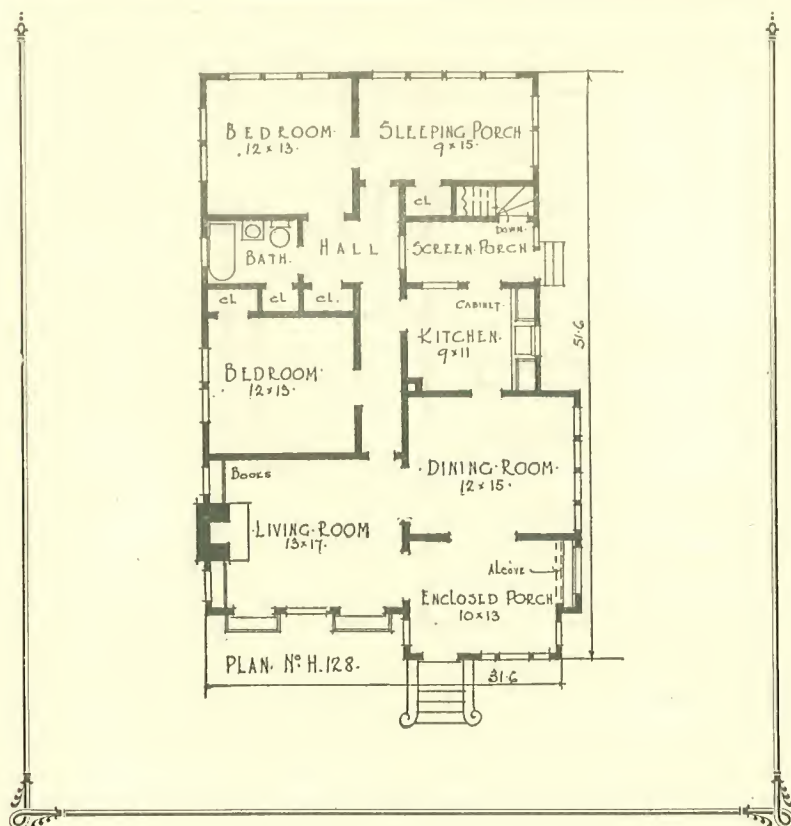 BEDROOM·
12 x 13·
SLEEPING PORCH
9 x 15·
CL
DOWN·
BATH·
HALL
SCREEN·PORCH
CL
CL
CL.
CABINET·
KITCHEN·
9 x 11
51·6
BEDROOM·
12 x 13·
BOOKS
·DINING·ROOM·
12 x 15·
·LIVING·ROOM
13 x 17·
ALCOVE
ENCLOSED PORCH
10 x 13
PLAN· No. H.128·
31·6